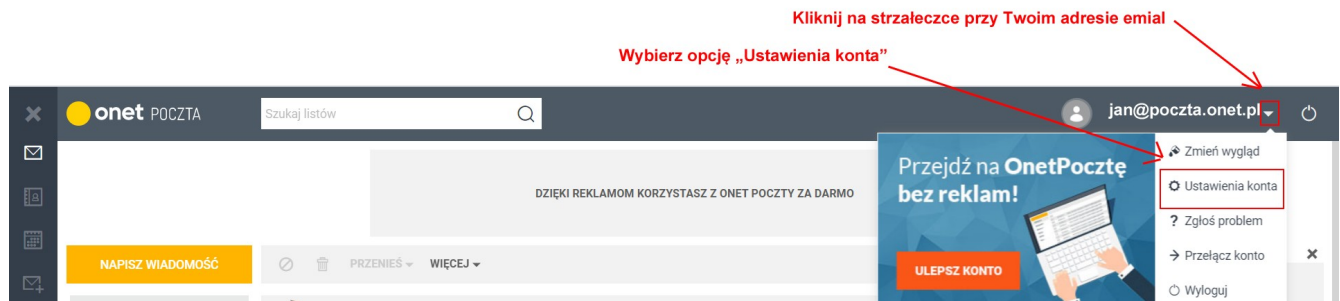 Kliknij na strzałeczce przy Twoim adresie emial
Wybierz opcję „Ustawienia konta”
onet POCZTA
Szukaj listów
jan@poczta.onet.pl
Przejdź na OnetPocztę
bez reklam!
ULEPSZ KONTO
Zmień wygląd
Ustawienia konta
? Zgłoś problem
Przełącz konto
Wyloguj
DZIĘKI REKLAMOM KORZYSTASZ Z ONET POCZTY ZA DARMO
NAPISZ WIADOMOŚĆ
PRZENIEŚ
WIĘCEJ